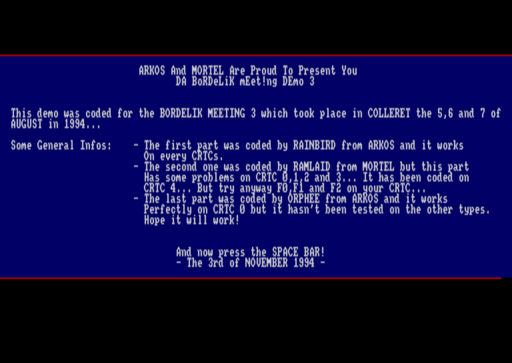 ARKOS And MORTEL Are Proud To Present You
DA BoRDeLiK mEet!ng DEmo 3
This demo was coded for the BORDELIK MEETING 3 which took place in COLLERET the 5,6 and 7 of
AUGUST in 1994...
Some General Infos: - The first part was coded by RAINBIRD from ARKOS and it works
On every CRTCs.
- The second one was coded by RAMLAID from MORTEL but this part
Has some problems on CRTC 0,1,2 and 3... It has been coded on
CRTC 4... But try anyway F0,F1 and F2 on your CRTC...
- The last part was coded by ORPHEE from ARKOS and it works
Perfectly on CRTC 0 but it hasn't been tested on the other types.
Hope it will work!
And now press the SPACE BAR!
- The 3rd of NOVEMBER 1994 -